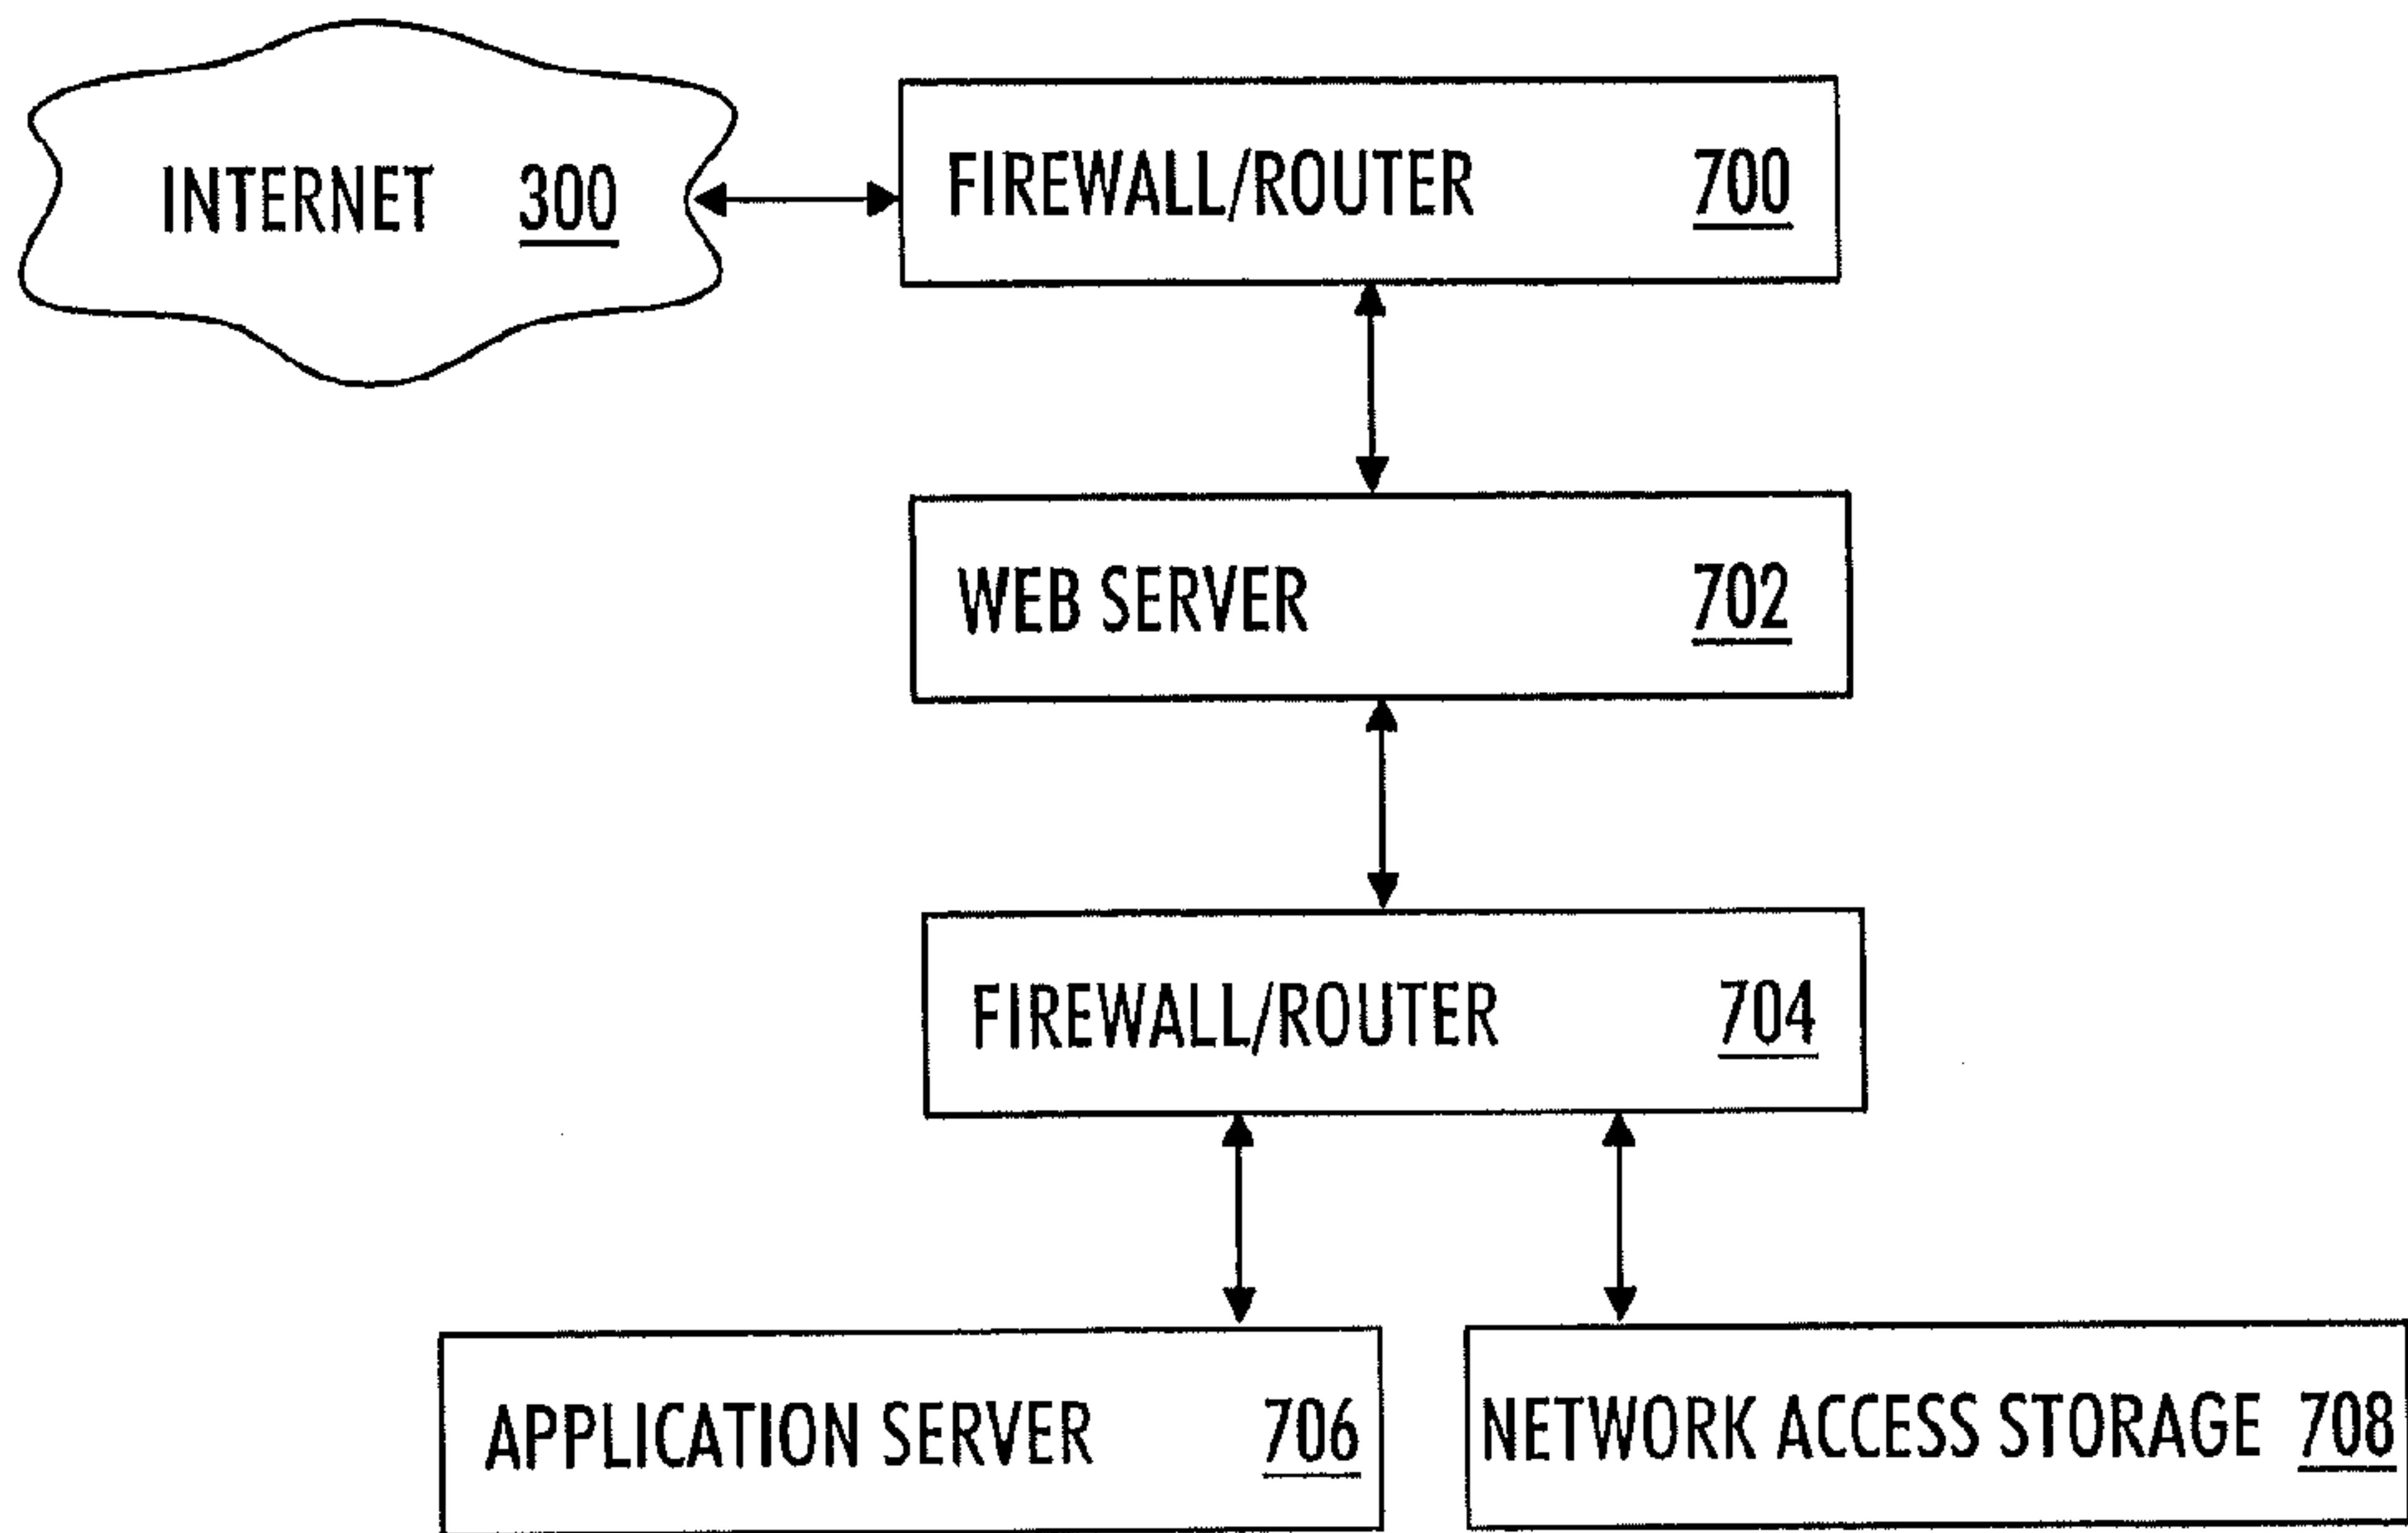 INTERNET 300
FIREWALL/ROUTER 700
WEB SERVER 702
FIREWALL/ROUTER 704
APPLICATION SERVER 706
NETWORK ACCESS STORAGE 708